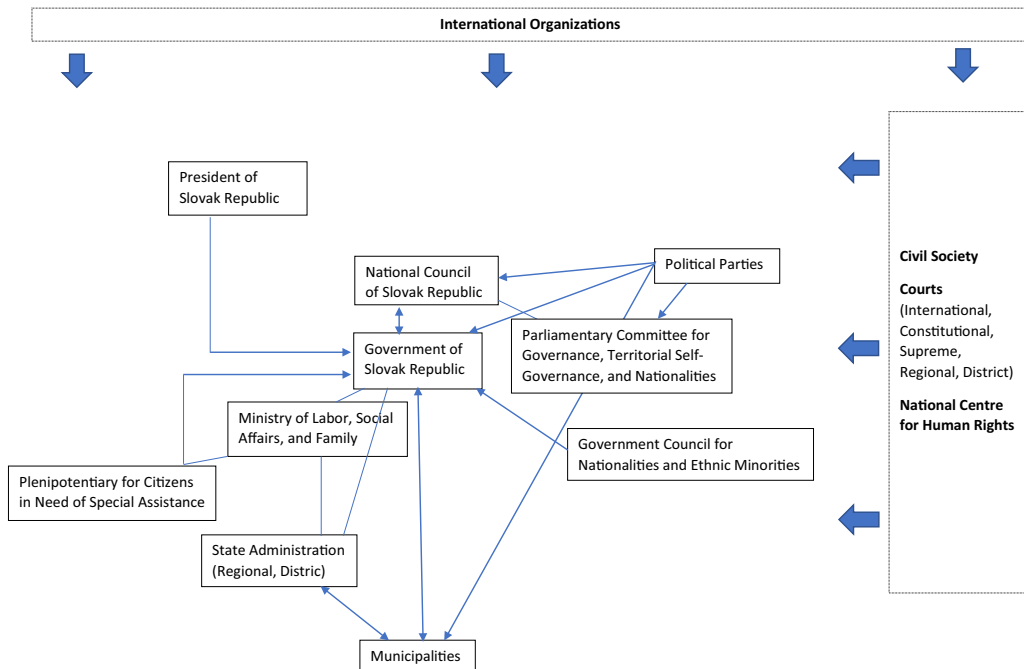 International Organizations
President of
Slovak Republic
National Council
of Slovak Republic
Political Parties
Government of
Slovak Republic
Parliamentary Committee for
Governance, Territorial Self-
Governance, and Nationalities
Ministry of Labor, Social
Affairs, and Family
Government Council for
Nationalities and Ethnic Minorities
Plenipotentiary for Citizens
in Need of Special Assistance
State Administration
(Regional, Distric)
Municipalities
Civil Society
Courts
(International,
Constitutional,
Supreme,
Regional, District)
National Centre
for Human Rights